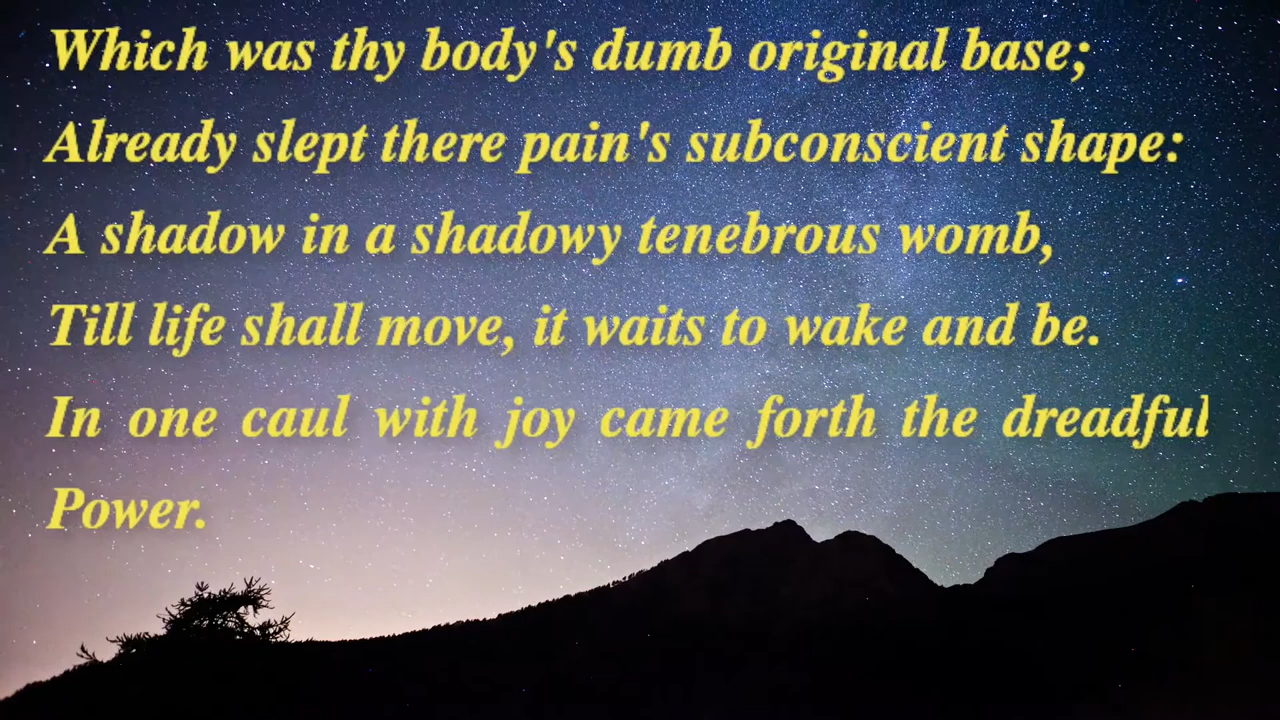 Which was thy body's dumb original base;
Already slept there pain's subconscient shape:
A shadow in a shadowy tenebrous womb,
Till life shall move, it waits to wake and be.
In one caul with joy came forth the dreadful
Power.